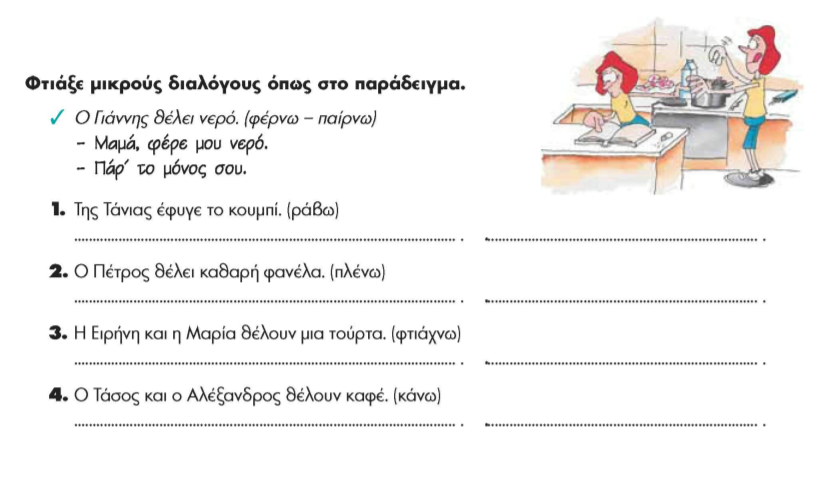 Φτιάξε μικρούς διαλόγους όπως στο παράδειγμα.
✓ Ο Γιάννης θέλει νερό. (φέρνω – παίρνω)
– Μαμά, φέρε μου νερό.
– Πάρ’ το μόνος σου.
1. Της Τάνιας έφυγε το κουμπί. (ράβω)
2. Ο Πέτρος θέλει καθαρή φανέλα. (πλένω)
3. Η Ειρήνη και η Μαρία θέλουν μια τούρτα. (φτιάχνω)
4. Ο Τάσος και ο Αλέξανδρος θέλουν καφέ. (κάνω)